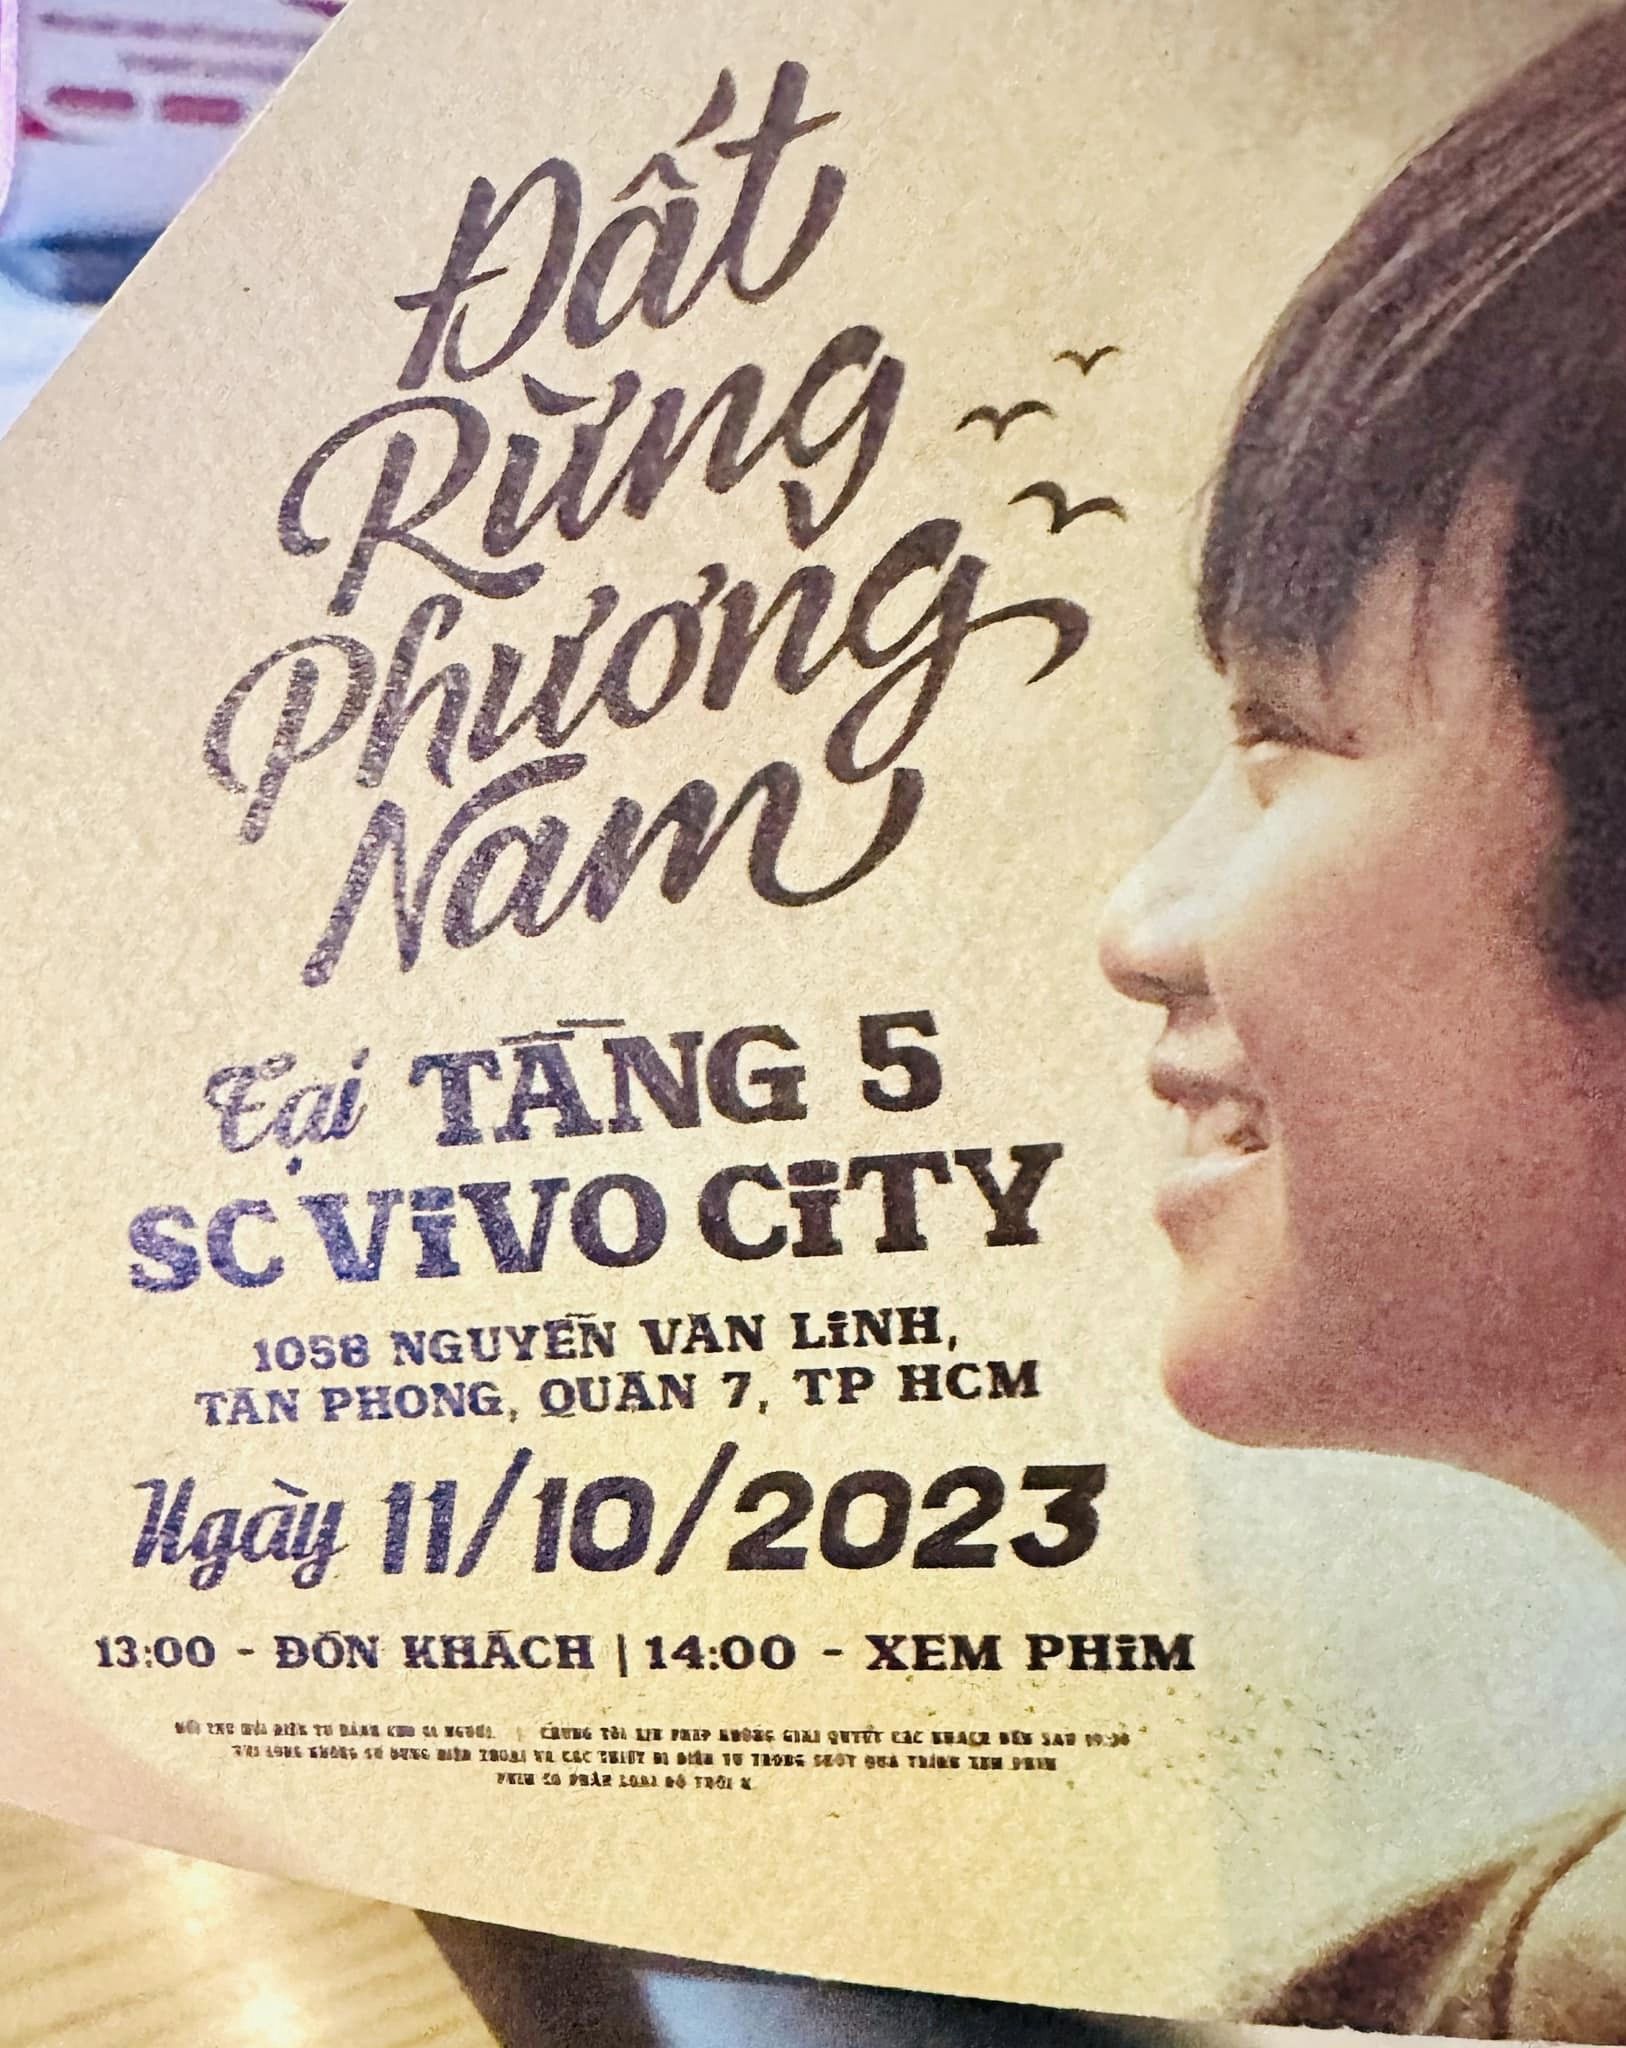 Đất
Rừng
Phương
Nam
Tại TẦNG 5
SC VIVO CITY
1058 NGUYỄN VĂN LINH,
TÂN PHONG, QUẬN 7, TP HCM
Ngày 11/10/2023
13:00 - ĐÓN KHÁCH | 14:00 - XEM PHIM